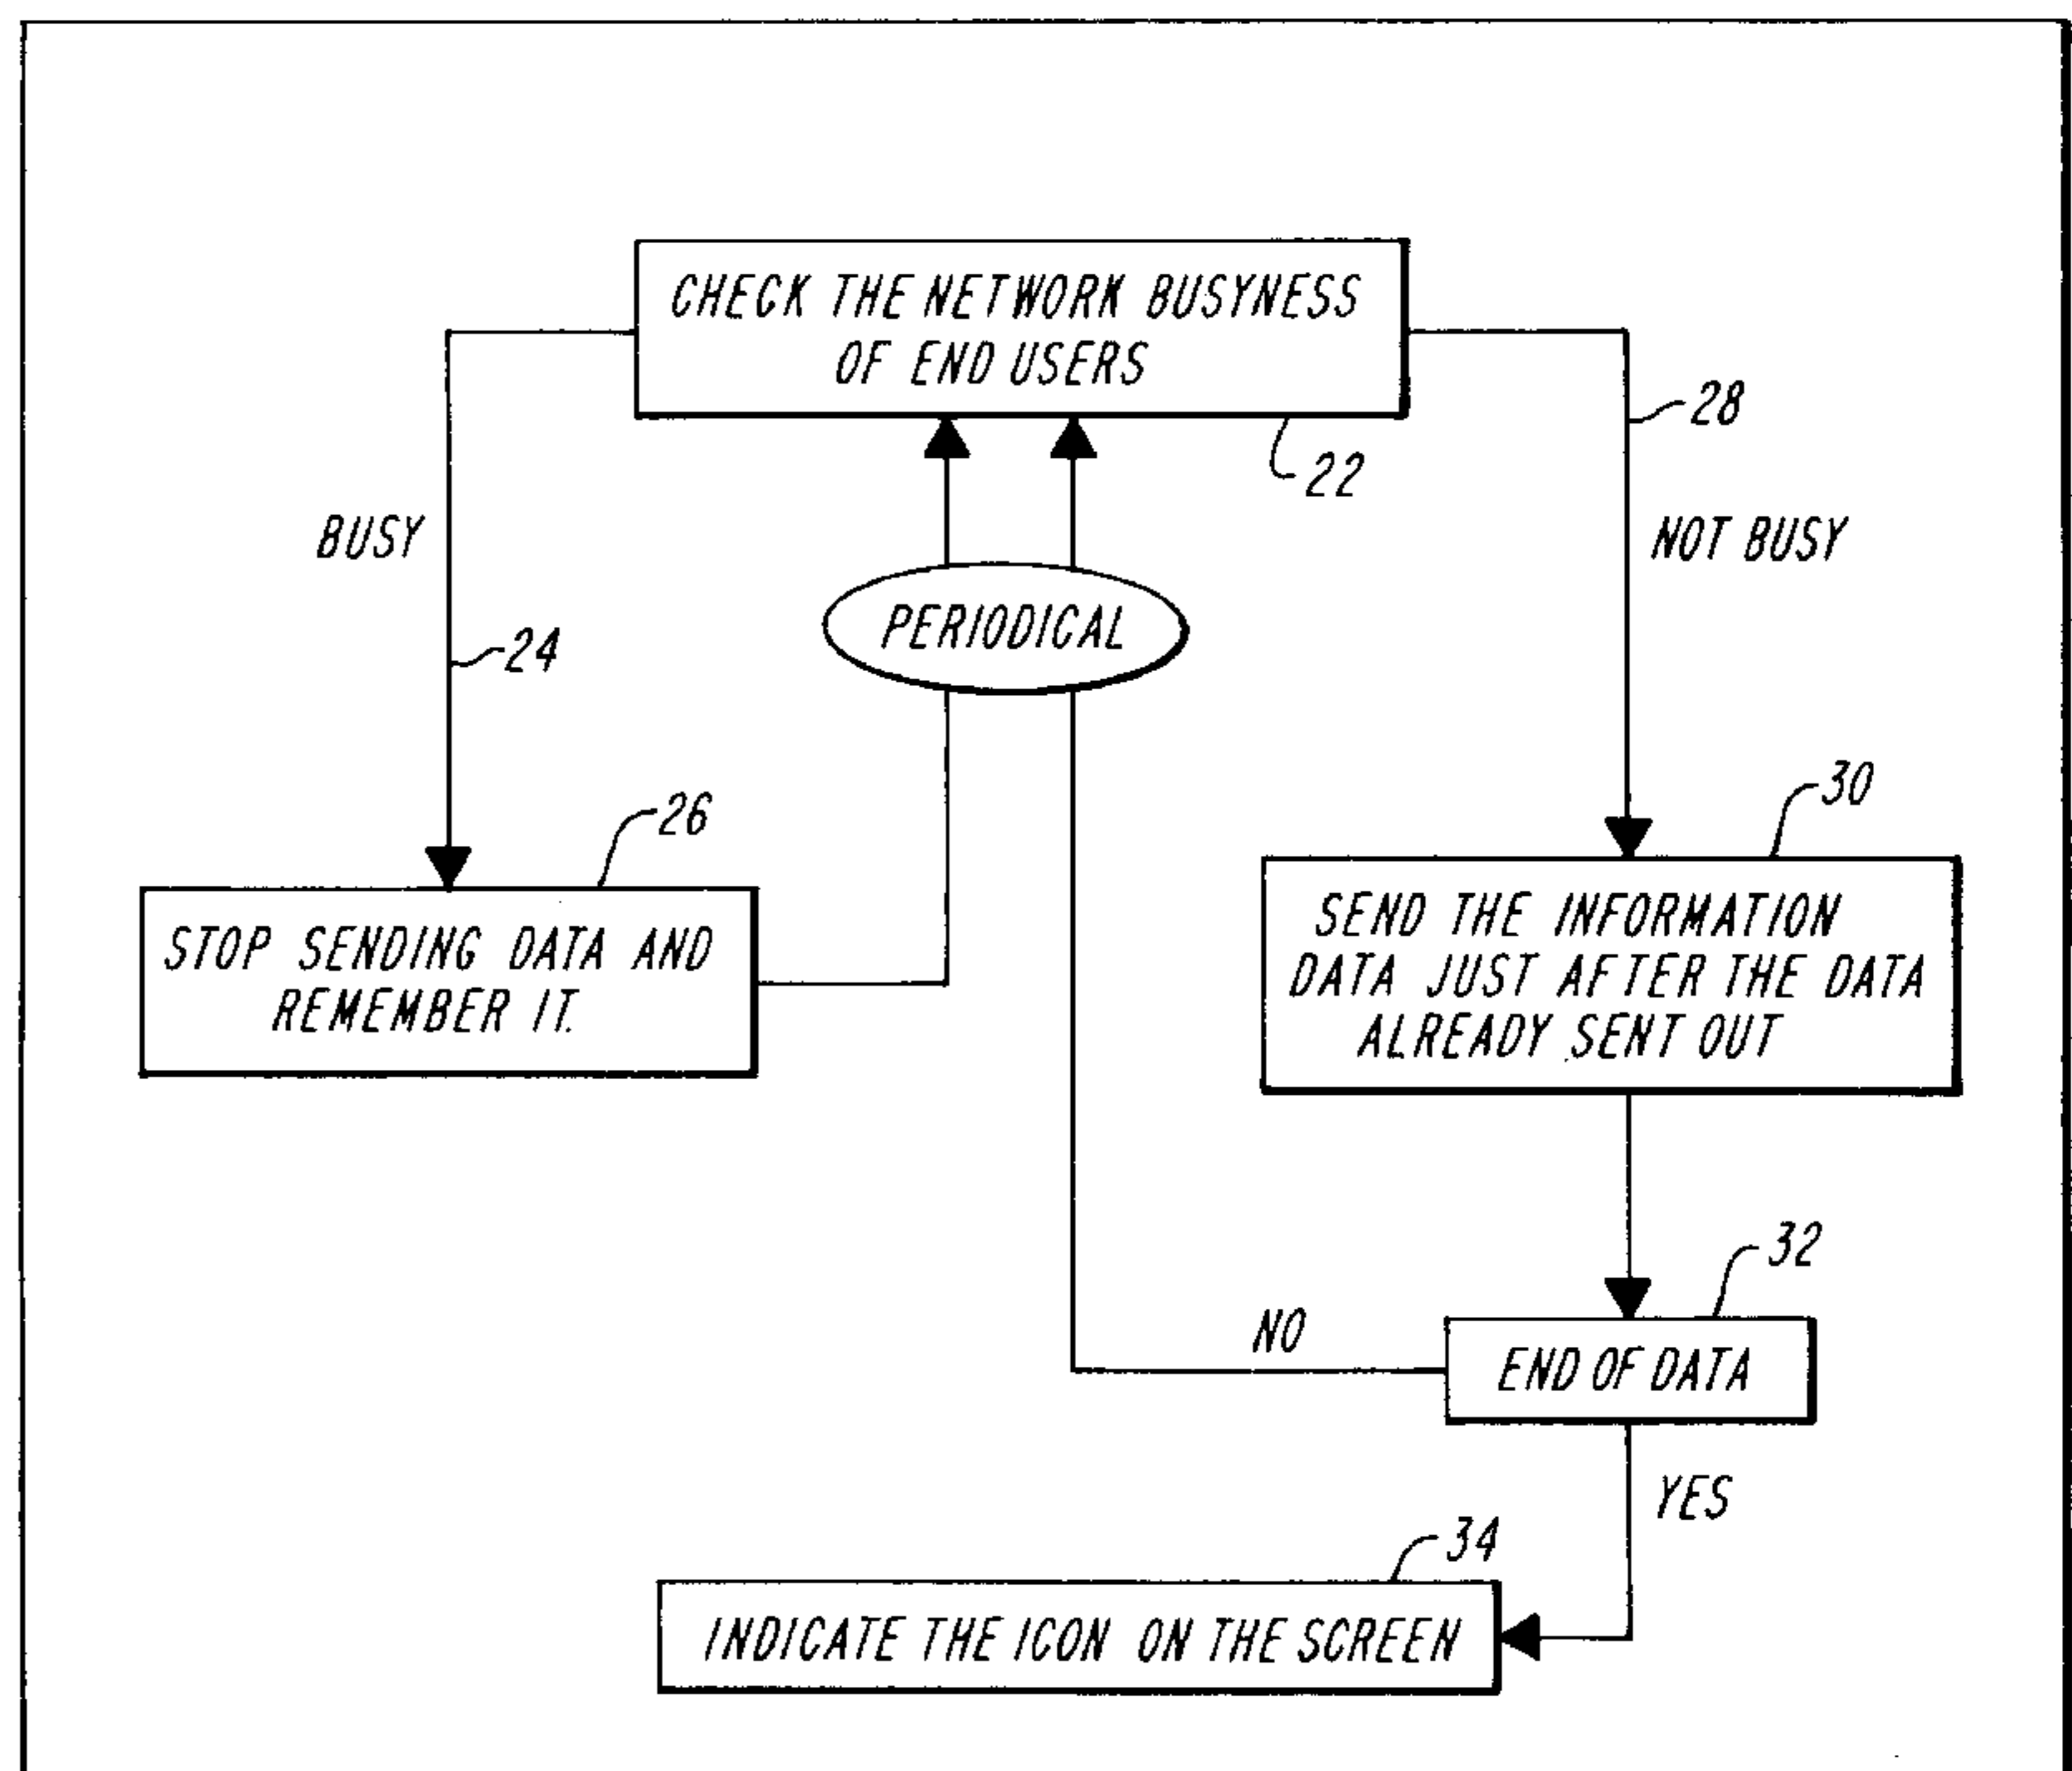 CHECK THE NETWORK BUSYNESS
OF END USERS
28
22
BUSY
NOT BUSY
PERIODICAL
24
30
26
SEND THE INFORMATION
DATA JUST AFTER THE DATA
ALREADY SENT OUT
STOP SENDING DATA AND
REMEMBER IT.
32
NO
END OF DATA
YES
34
INDICATE THE ICON ON THE SCREEN